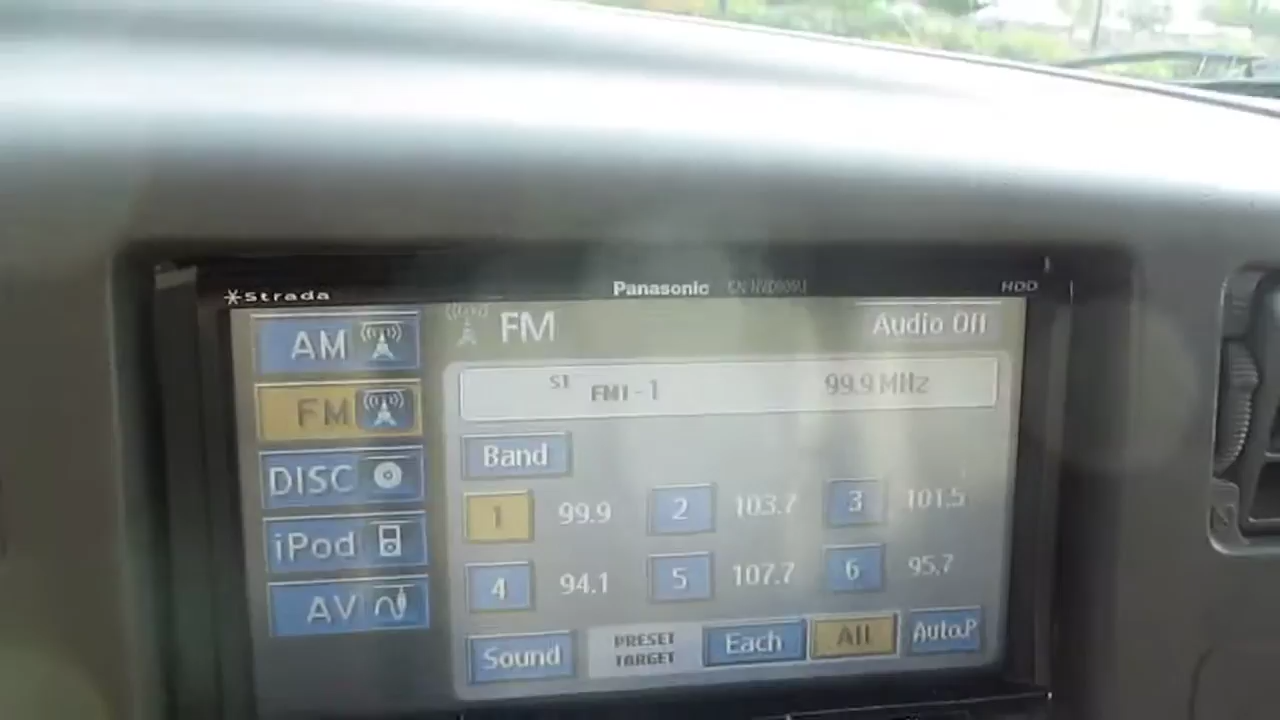 Strada Panasonic HDD
AM FM Audio Off
FM S1 FM1-1 99.9 MHz
DISC Band
iPod 1 99.9 2 103.7 3 101.5
AV 4 94.1 5 107.7 6 95.7
Sound PRESET TARGET Each All Auto.P